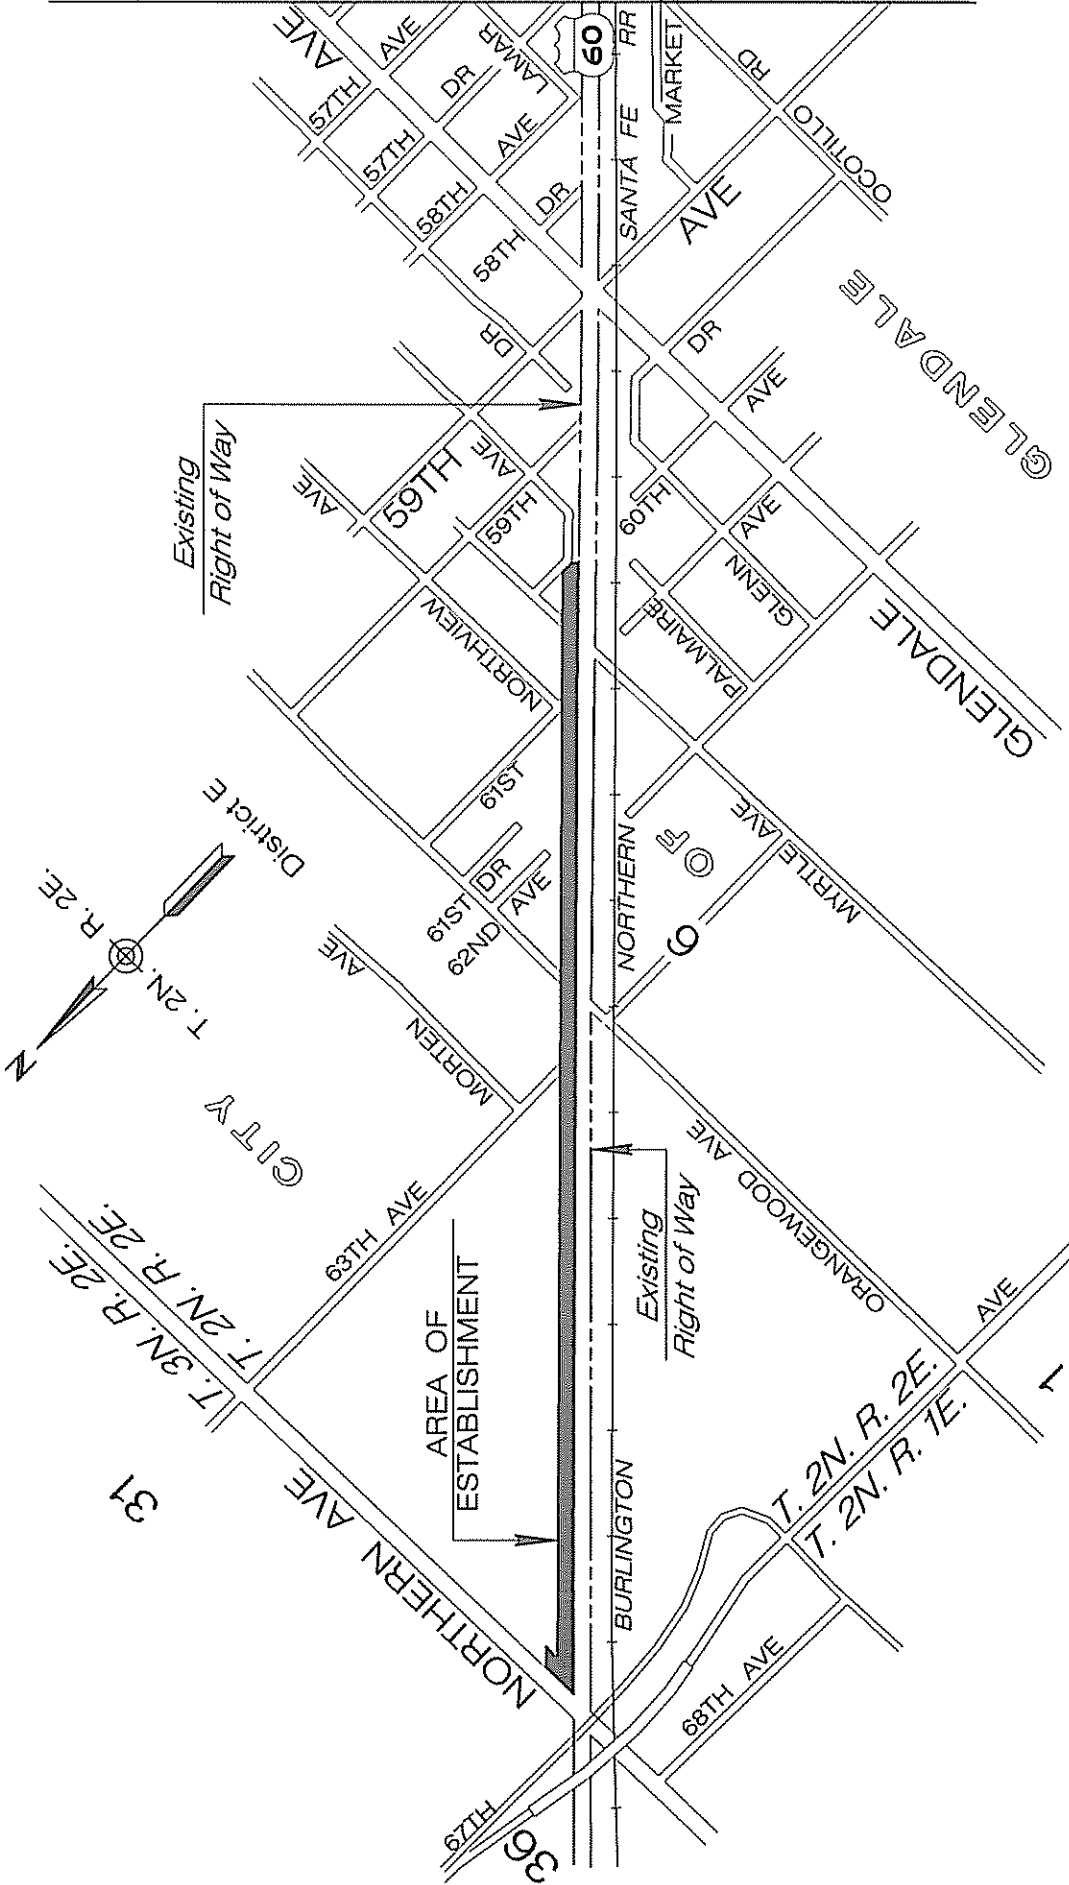 31
36
T. 3N. R. 2E.
T. 2N. R. 2E.
N
T. 2N.
R. 2E.
District E
CITY
OF
GLENDALE
NORTHERN AVE
67TH
68TH AVE
63TH AVE
MORTEN
AVE
AREA OF
ESTABLISHMENT
Existing
Right of Way
Existing
Right of Way
61ST DR
62ND AVE
61ST
NORTHVIEW
AVE
59TH
AVE
59TH
DR
58TH
DR
58TH
AVE
57TH
DR
57TH
AVE
LAMAR
AVE
60
BURLINGTON
NORTHERN
SANTA FE
RR
MARKET
OCOTILLO
RD
AVE
DR
60TH
AVE
PALMAIRE
GLENN
AVE
GLENDALE
MYRTLE
AVE
6
ORANGEWOOD AVE
AVE
T. 2N. R. 2E.
T. 2N. R. 1E.
1